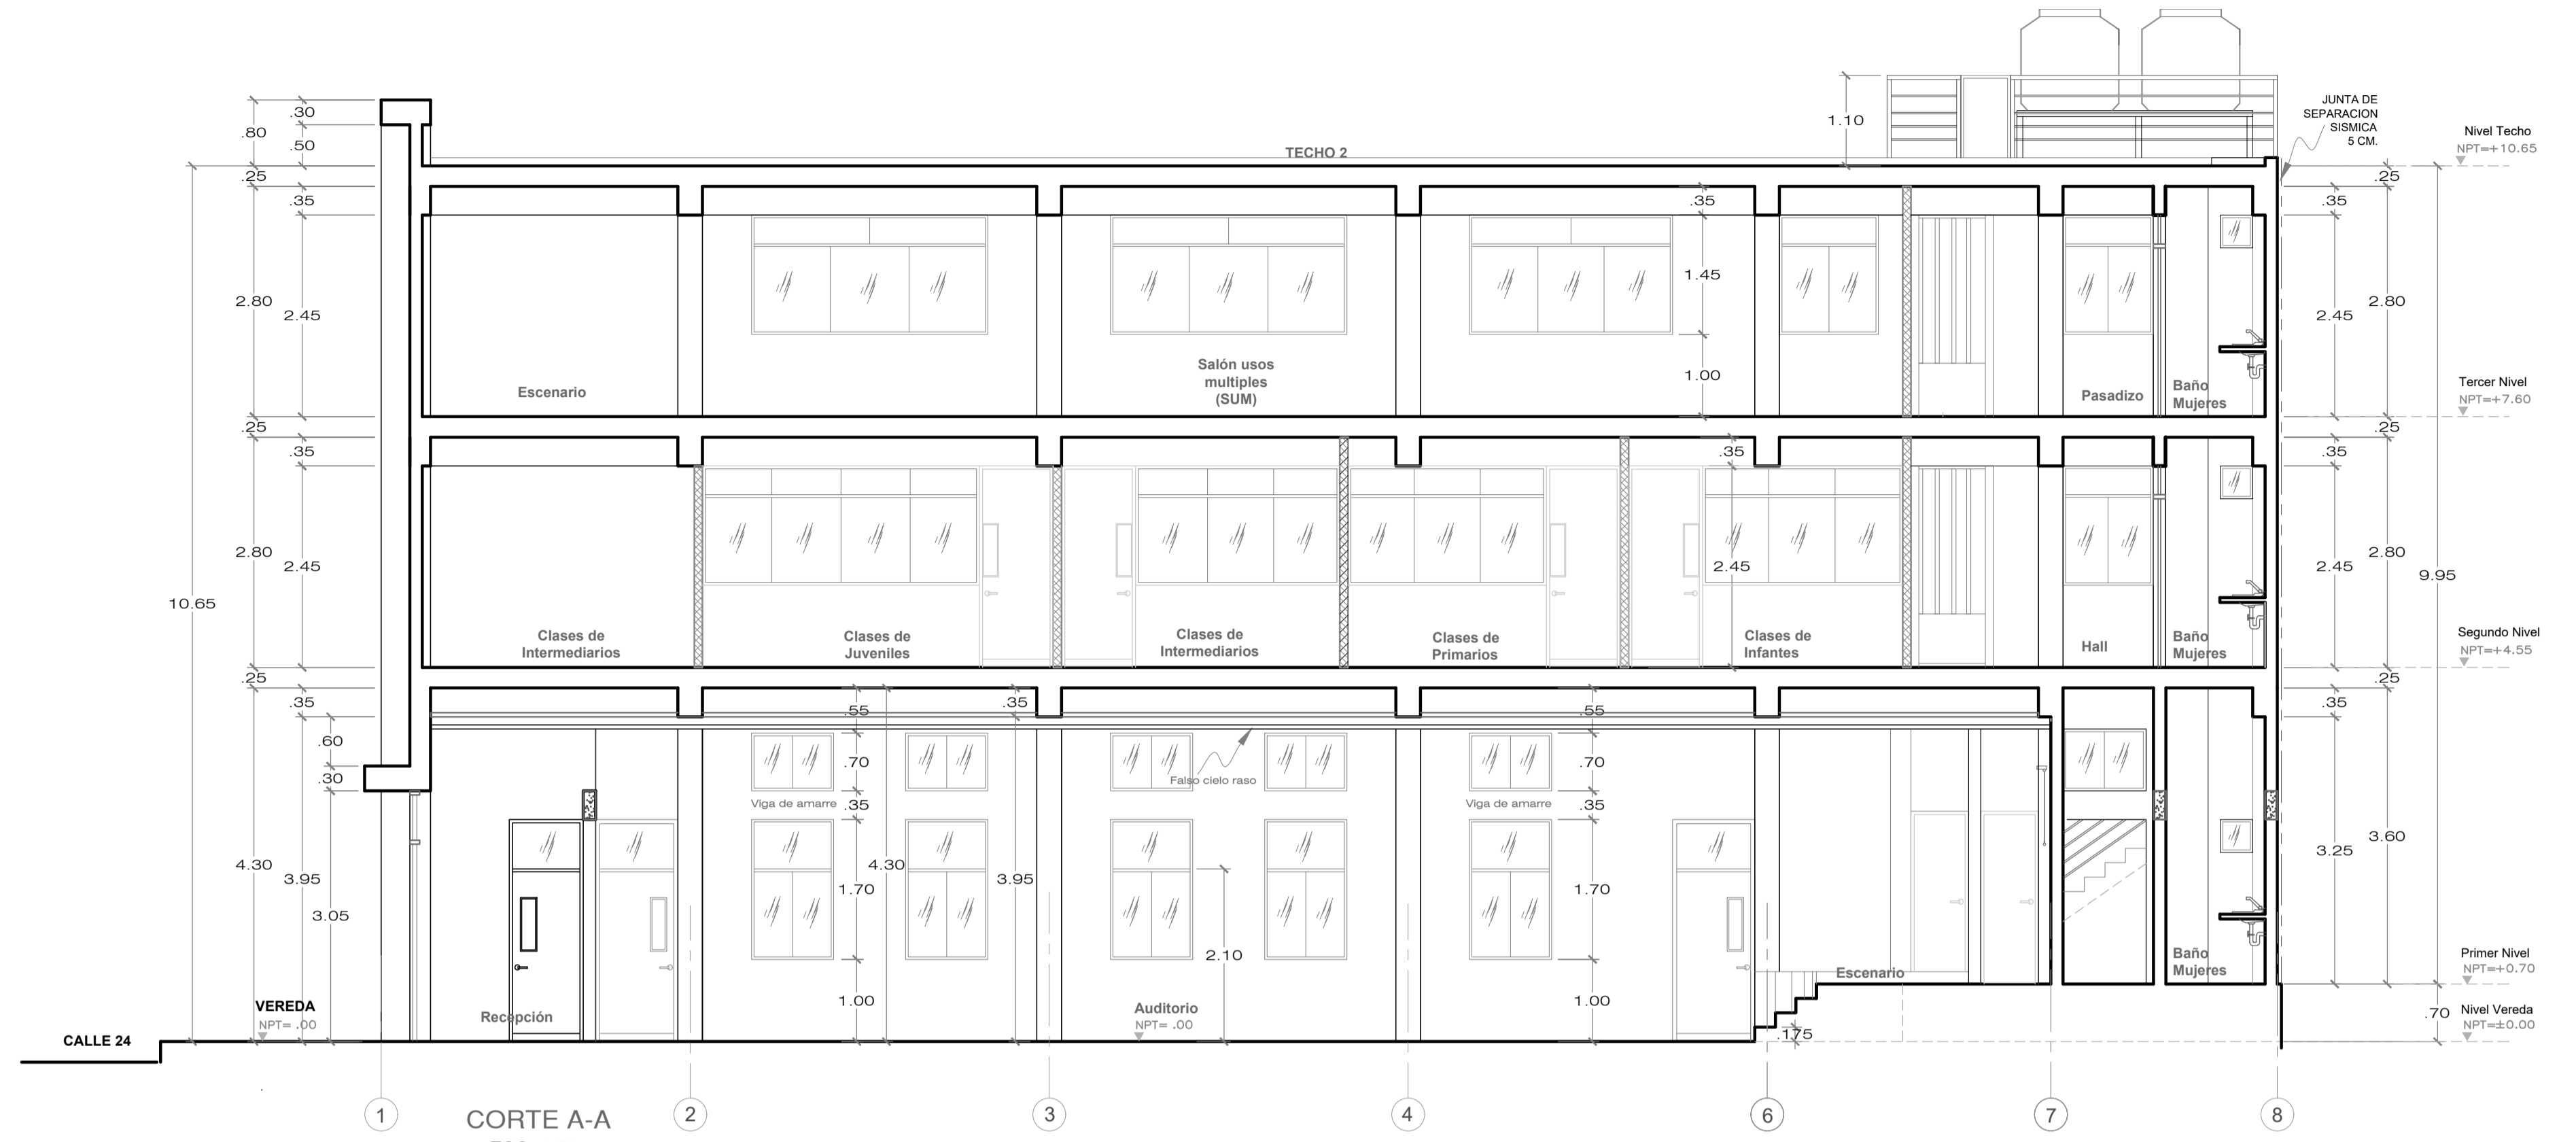 .30
.80
.50
.25
.35
2.80
2.45
.25
.35
2.80
2.45
10.65
.25
.35
.60
.30
4.30
3.95
3.05
VEREDA
NPT= .00
CALLE 24
TECHO 2
1.10
JUNTA DE
SEPARACION
SISMICA
5 CM.
Nivel Techo
NPT=+10.65
.35
1.45
1.00
Escenario
Salón usos
multiples
(SUM)
Pasadizo
Baño
Mujeres
.25
.35
2.80
2.45
Tercer Nivel
NPT=+7.60
.35
2.45
Clases de
Intermediarios
Clases de
Juveniles
Clases de
Intermediarios
Clases de
Primarios
Clases de
Infantes
Hall
Baño
Mujeres
.25
.35
2.80
2.45
9.95
Segundo Nivel
NPT=+4.55
.55
.35
.55
.70
.70
Falso cielo raso
Viga de amarre
.35
Viga de amarre
.35
4.30
1.70
3.95
1.70
2.10
1.00
1.00
Recepción
Auditorio
NPT= .00
Escenario
.175
Baño
Mujeres
.25
.35
3.60
3.25
Primer Nivel
NPT=+0.70
.70
Nivel Vereda
NPT=±0.00
1
2
3
4
6
7
8
CORTE A-A